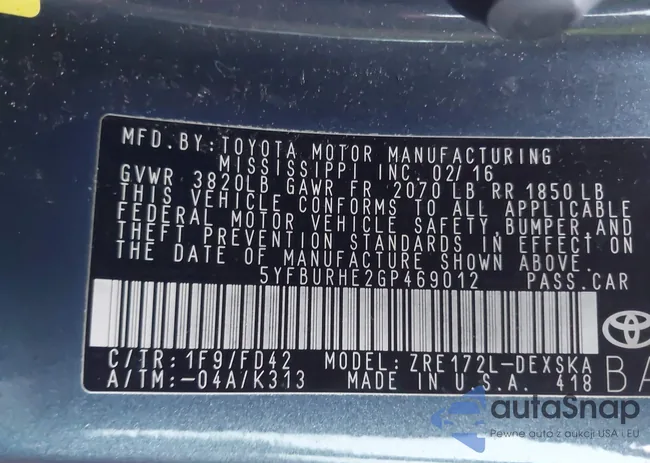 MFD.BY: TOYOTA MOTOR MANUFACTURING
MISSISSIPPI INC. 02/16
GVWR 3820LB GAWR FR 2070 LB RR 1850 LB
THIS VEHICLE CONFORMS TO ALL APPLICABLE
FEDERAL MOTOR VEHICLE SAFETY, BUMPER, AND
THEFT PREVENTION STANDARDS IN EFFECT ON
THE DATE OF MANUFACTURE SHOWN ABOVE.
5YFBURHE2GP469012 PASS.CAR
C/TR: 1F9/FD42 MODEL: ZRE172L-DEXSKA
A/TM: -04A/K313 MADE IN U.S.A. 418 BA
autaSnap
Pewne auto z aukcji USA i EU